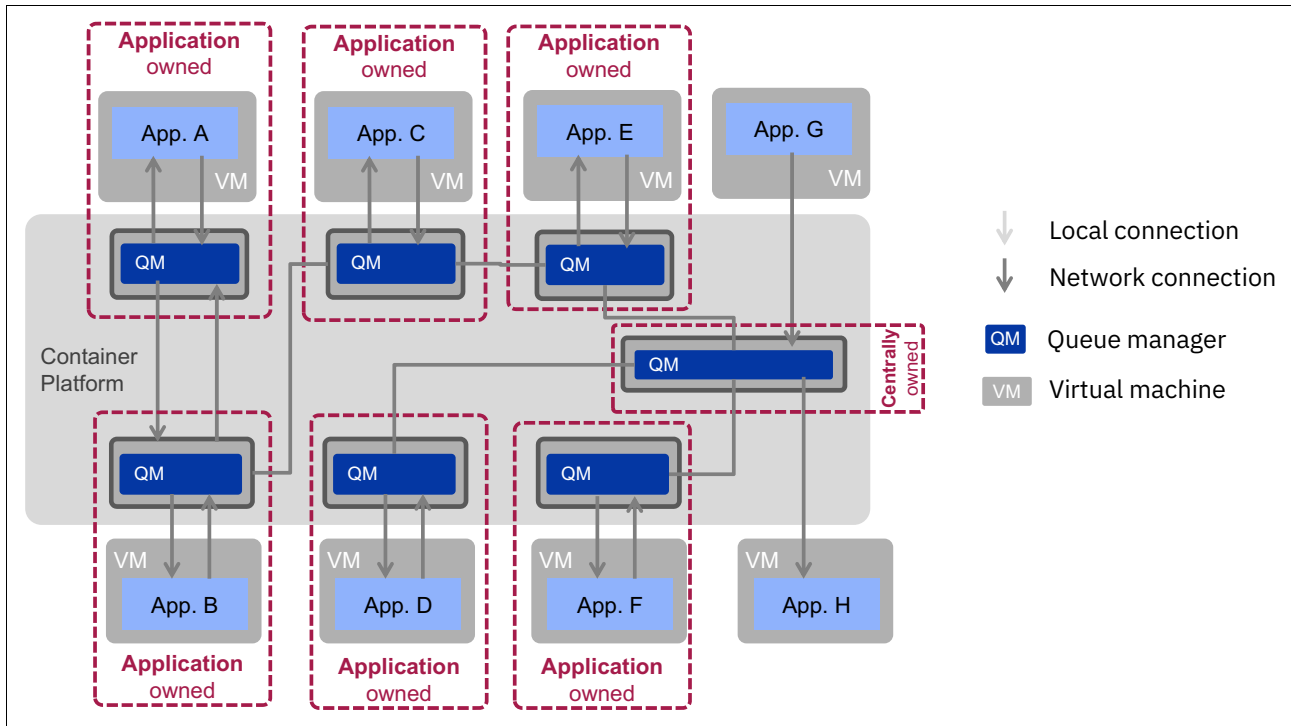 Application
owned
Application
owned
Application
owned
App. A
VM
App. C
VM
App. E
VM
App. G
VM
QM
QM
QM
Local connection
Network connection
QM Queue manager
VM Virtual machine
Container
Platform
QM
Centrally
owned
QM
QM
QM
VM
App. B
VM
App. D
VM
App. F
VM
App. H
Application
owned
Application
owned
Application
owned